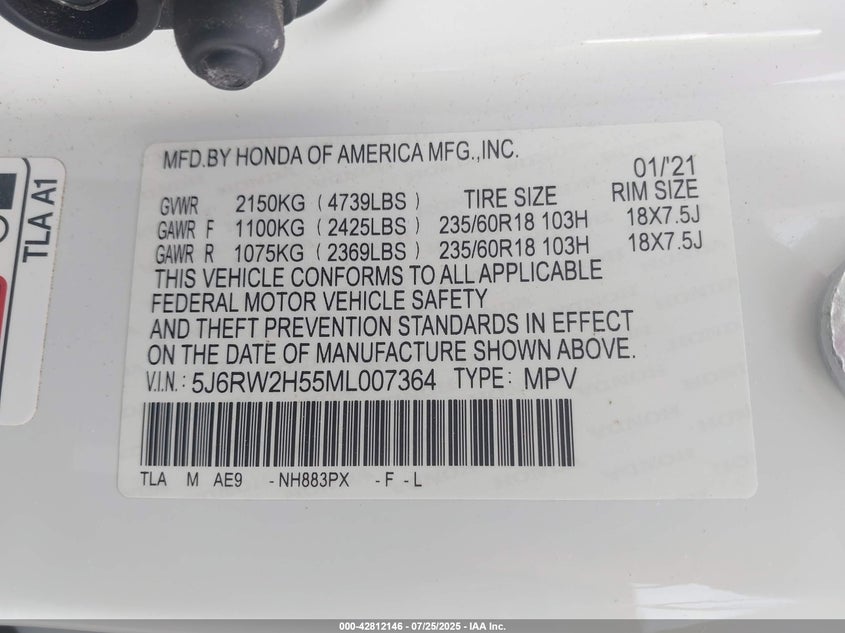 MFD.BY HONDA OF AMERICA MFG.,INC.
01/'21
GVWR 2150KG (4739LBS) TIRE SIZE RIM SIZE
GAWR F 1100KG (2425LBS) 235/60R18 103H 18X7.5J
GAWR R 1075KG (2369LBS) 235/60R18 103H 18X7.5J
THIS VEHICLE CONFORMS TO ALL APPLICABLE
FEDERAL MOTOR VEHICLE SAFETY
AND THEFT PREVENTION STANDARDS IN EFFECT
ON THE DATE OF MANUFACTURE SHOWN ABOVE.
V.I.N.: 5J6RW2H55ML007364 TYPE: MPV
TLA M AE9 -NH883PX -F -L
TLA A1
000-42812146 - 07/25/2025 - IAA Inc.